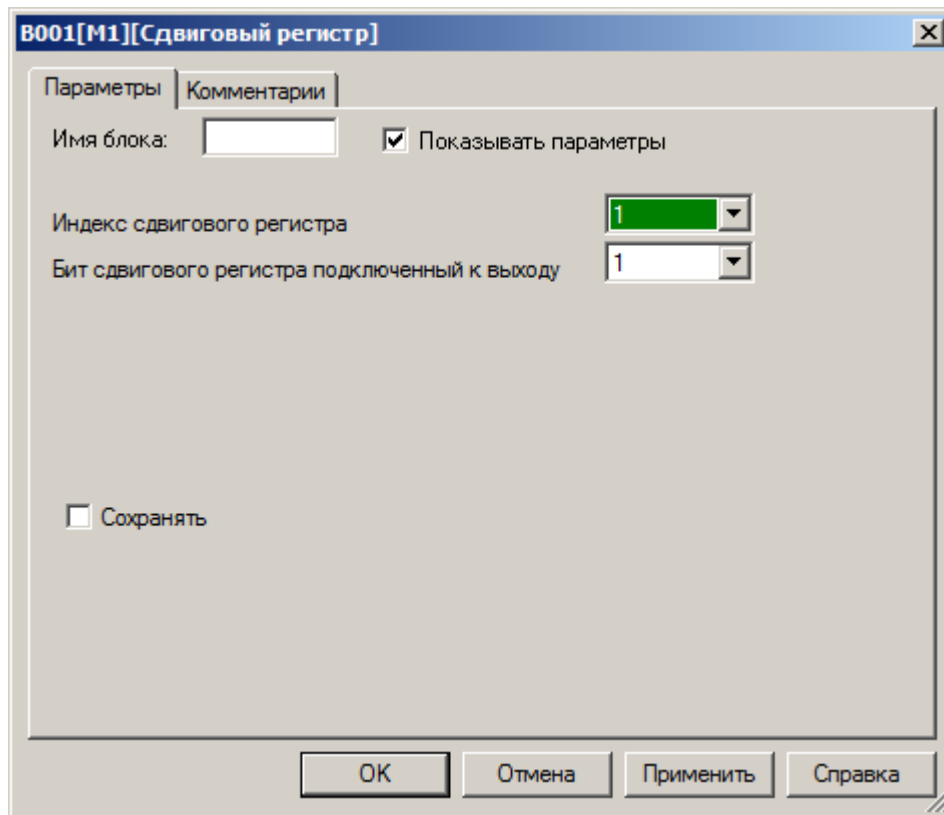 B001[M1][Сдвиговый регистр]
Параметры Комментарии
Имя блока: Показывать параметры
Индекс сдвигового регистра 1
Бит сдвигового регистра подключенный к выходу 1
Сохранять
OK Отмена Применить Справка